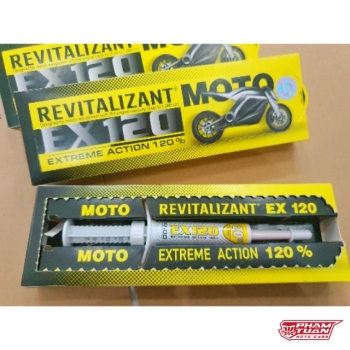 REVITALIZANT
REVITALIZANT MOTO
EX120
EXTREME ACTION 120%
MOTO REVITALIZANT EX 120
EX120
MOTO EXTREME ACTION 120%
PHAM TUAN
MOTO CARE